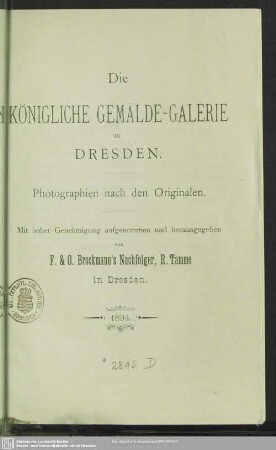 Die
KÖNIGLICHE GEMÄLDE-GALERIE
ZU
DRESDEN.
Photographien nach den Originalen.
Mit hoher Genehmigung aufgenommen und herausgegeben
von
F. & O. Brockmann's Nachfolger, R. Tamme
in Dresden.
1894.
2845 D